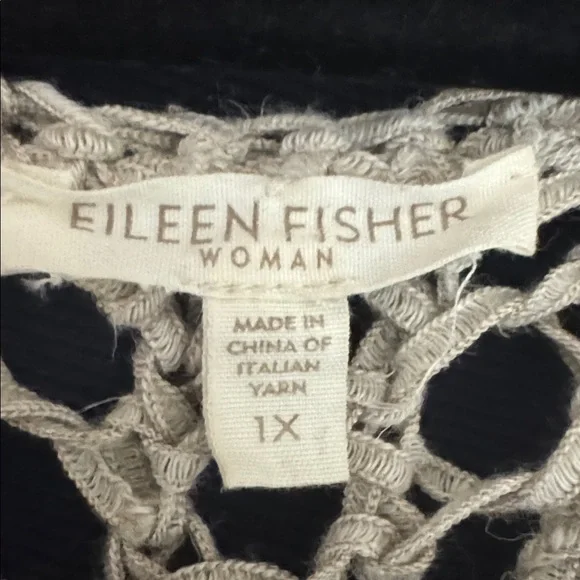 EILEEN FISHER
WOMAN
MADE IN
CHINA OF
ITALIAN
YARN
1X